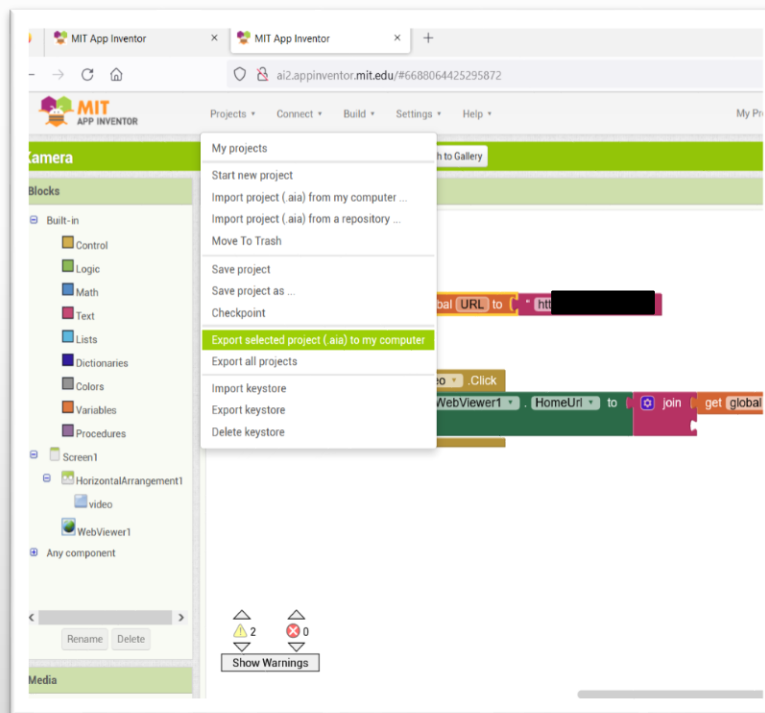 MIT App Inventor × MIT App Inventor × +
ai2.appinventor.mit.edu/#6688064425295872
MIT
APP INVENTOR
Projects Connect Build Settings Help My Pr
Kamera
h to Gallery
Blocks
My projects
Start new project
Import project (.aia) from my computer ...
Import project (.aia) from a repository ...
Move To Trash
Save project
Save project as ...
Checkpoint
Export selected project (.aia) to my computer
Export all projects
Import keystore
Export keystore
Delete keystore
Built-in
Control
Logic
Math
Text
Lists
Dictionaries
Colors
Variables
Procedures
Screen1
HorizontalArrangement1
video
WebViewer1
Any component
bal URL to " htt
eo .Click
WebViewer1 . HomeUrl to join get global
Rename Delete
2 0
Show Warnings
Media